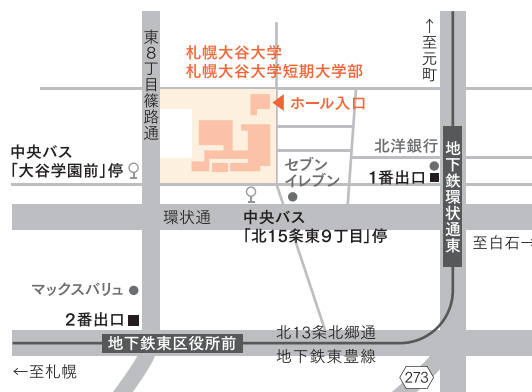 札幌大谷大学
札幌大谷大学短期大学部
ホール入口
東8丁目篠路通
↑至元町
中央バス
「大谷学園前」停
北洋銀行
1番出口
セブン
イレブン
地下鉄環状通東
環状通
中央バス
「北15条東9丁目」停
至白石→
マックスバリュ
2番出口
地下鉄東区役所前
北13条北郷通
地下鉄東豊線
←至札幌
273